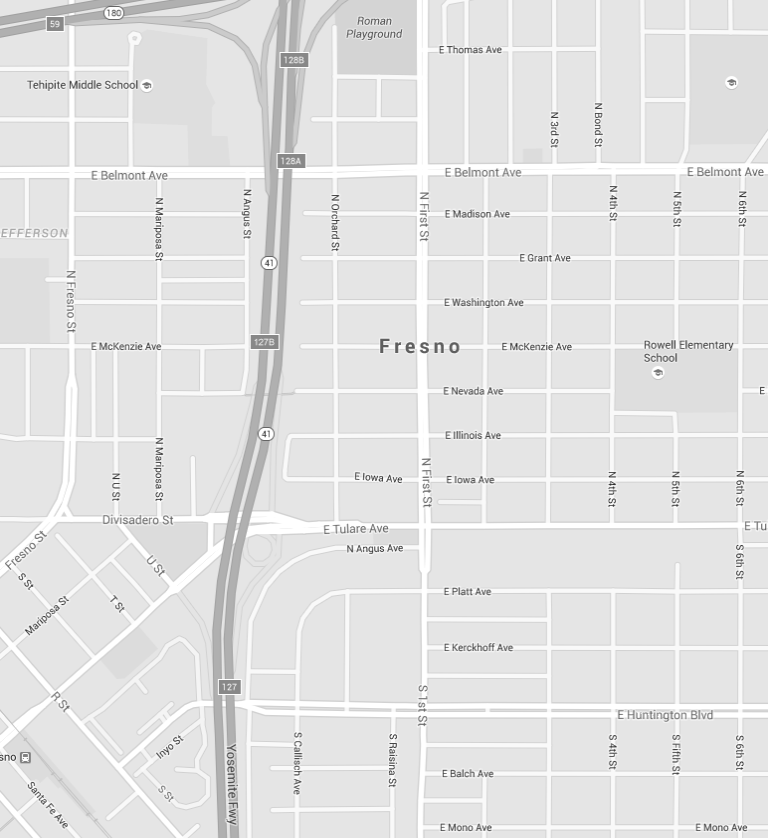 180
59
Roman
Playground
128B
E Thomas Ave
Tehipite Middle School
N 3rd St
N Bond St
128A
E Belmont Ave
E Belmont Ave
E Belmont Ave
N Mariposa St
N Angus St
N Orchard St
N First St
E Madison Ave
N 4th St
N 5th St
N 6th St
EFFERSON
41
E Grant Ave
N Fresno St
E Washington Ave
127B
E McKenzie Ave
Fresno
E McKenzie Ave
Rowell Elementary
School
E Nevada Ave
E
41
E Illinois Ave
N U St
N Mariposa St
E Iowa Ave
N First St
E Iowa Ave
N 4th St
N 5th St
N 6th St
Divisadero St
E Tulare Ave
E Tu
Fresno St
U St
N Angus Ave
S 6th St
S St
Mariposa St
T St
E Platt Ave
E Kerckhoff Ave
127
R St
S 1st St
E Huntington Blvd
Inyo St
sno
S St
Santa Fe Ave
Yosemite Fwy
S Callisch Ave
S Raisina St
S 4th St
S Fifth St
S 6th St
E Balch Ave
E Mono Ave
E Mono Ave